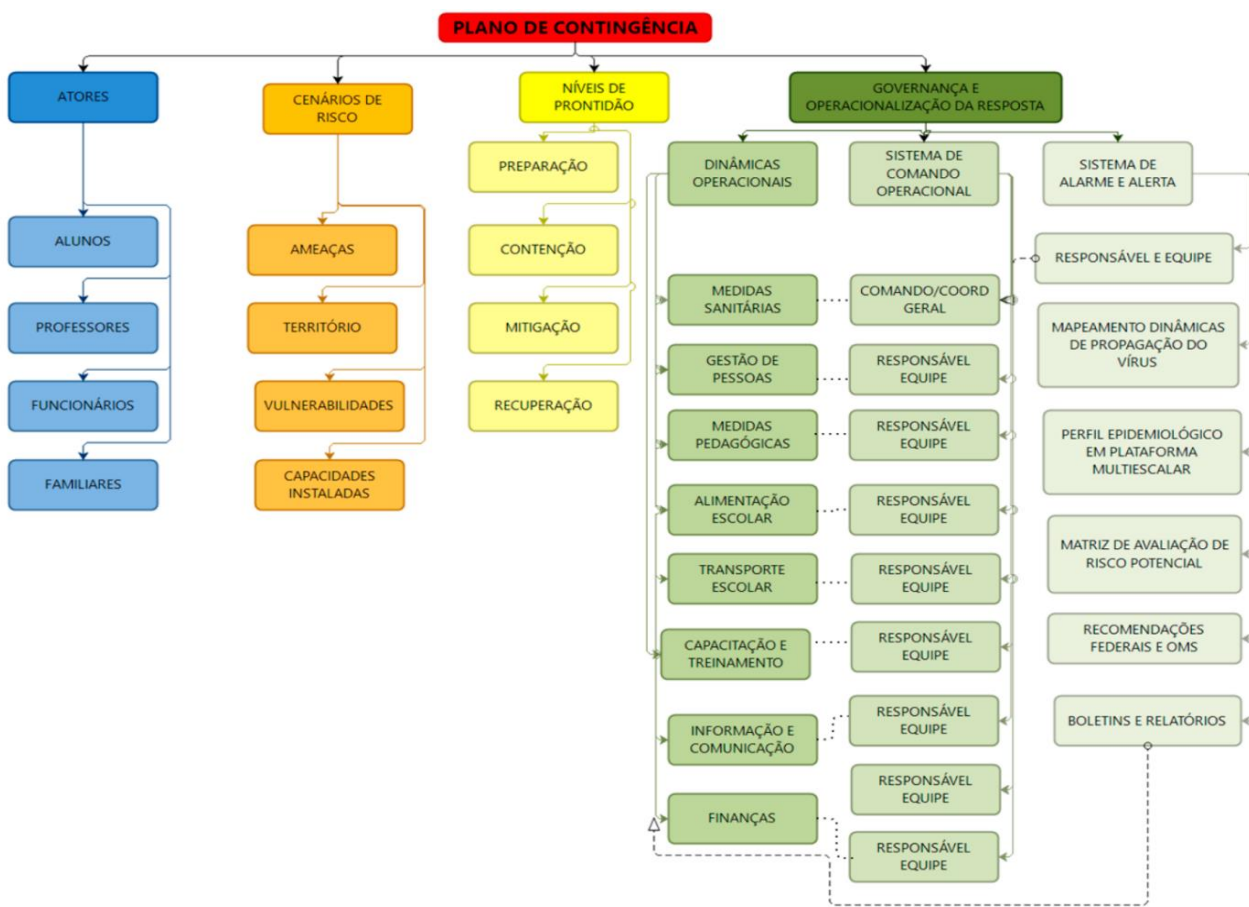 PLANO DE CONTINGÊNCIA
ATORES
ALUNOS
PROFESSORES
FUNCIONÁRIOS
FAMILIARES
CENÁRIOS DE
RISCO
AMEAÇAS
TERRITÓRIO
VULNERABILIDADES
CAPACIDADES
INSTALADAS
NÍVEIS DE
PRONTIDÃO
PREPARAÇÃO
CONTENÇÃO
MITIGAÇÃO
RECUPERAÇÃO
GOVERNANÇA E
OPERACIONALIZAÇÃO DA RESPOSTA
DINÂMICAS
OPERACIONAIS
MEDIDAS
SANITÁRIAS
GESTÃO DE
PESSOAS
MEDIDAS
PEDAGÓGICAS
ALIMENTAÇÃO
ESCOLAR
TRANSPORTE
ESCOLAR
CAPACITAÇÃO E
TREINAMENTO
INFORMAÇÃO E
COMUNICAÇÃO
FINANÇAS
SISTEMA DE
COMANDO
OPERACIONAL
COMANDO/COORD
GERAL
RESPONSÁVEL
EQUIPE
RESPONSÁVEL
EQUIPE
RESPONSÁVEL
EQUIPE
RESPONSÁVEL
EQUIPE
RESPONSÁVEL
EQUIPE
RESPONSÁVEL
EQUIPE
RESPONSÁVEL
EQUIPE
RESPONSÁVEL
EQUIPE
SISTEMA DE
ALARME E ALERTA
RESPONSÁVEL E EQUIPE
MAPEAMENTO DINÂMICAS
DE PROPAGAÇÃO DO
VÍRUS
PERFIL EPIDEMIOLÓGICO
EM PLATAFORMA
MULTIESCALAR
MATRIZ DE AVALIAÇÃO DE
RISCO POTENCIAL
RECOMENDAÇÕES
FEDERAIS E OMS
BOLETINS E RELATÓRIOS